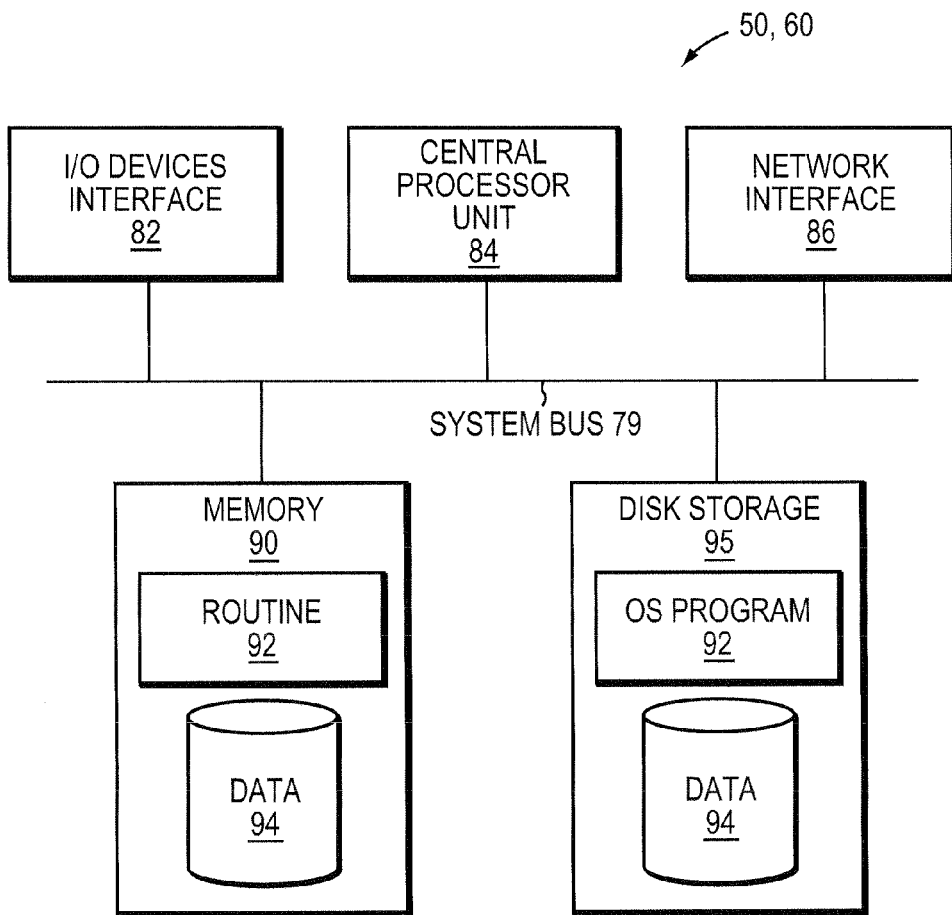 50, 60
I/O DEVICES
INTERFACE
82
CENTRAL
PROCESSOR
UNIT
84
NETWORK
INTERFACE
86
SYSTEM BUS 79
MEMORY
90
ROUTINE
92
DATA
94
DISK STORAGE
95
OS PROGRAM
92
DATA
94